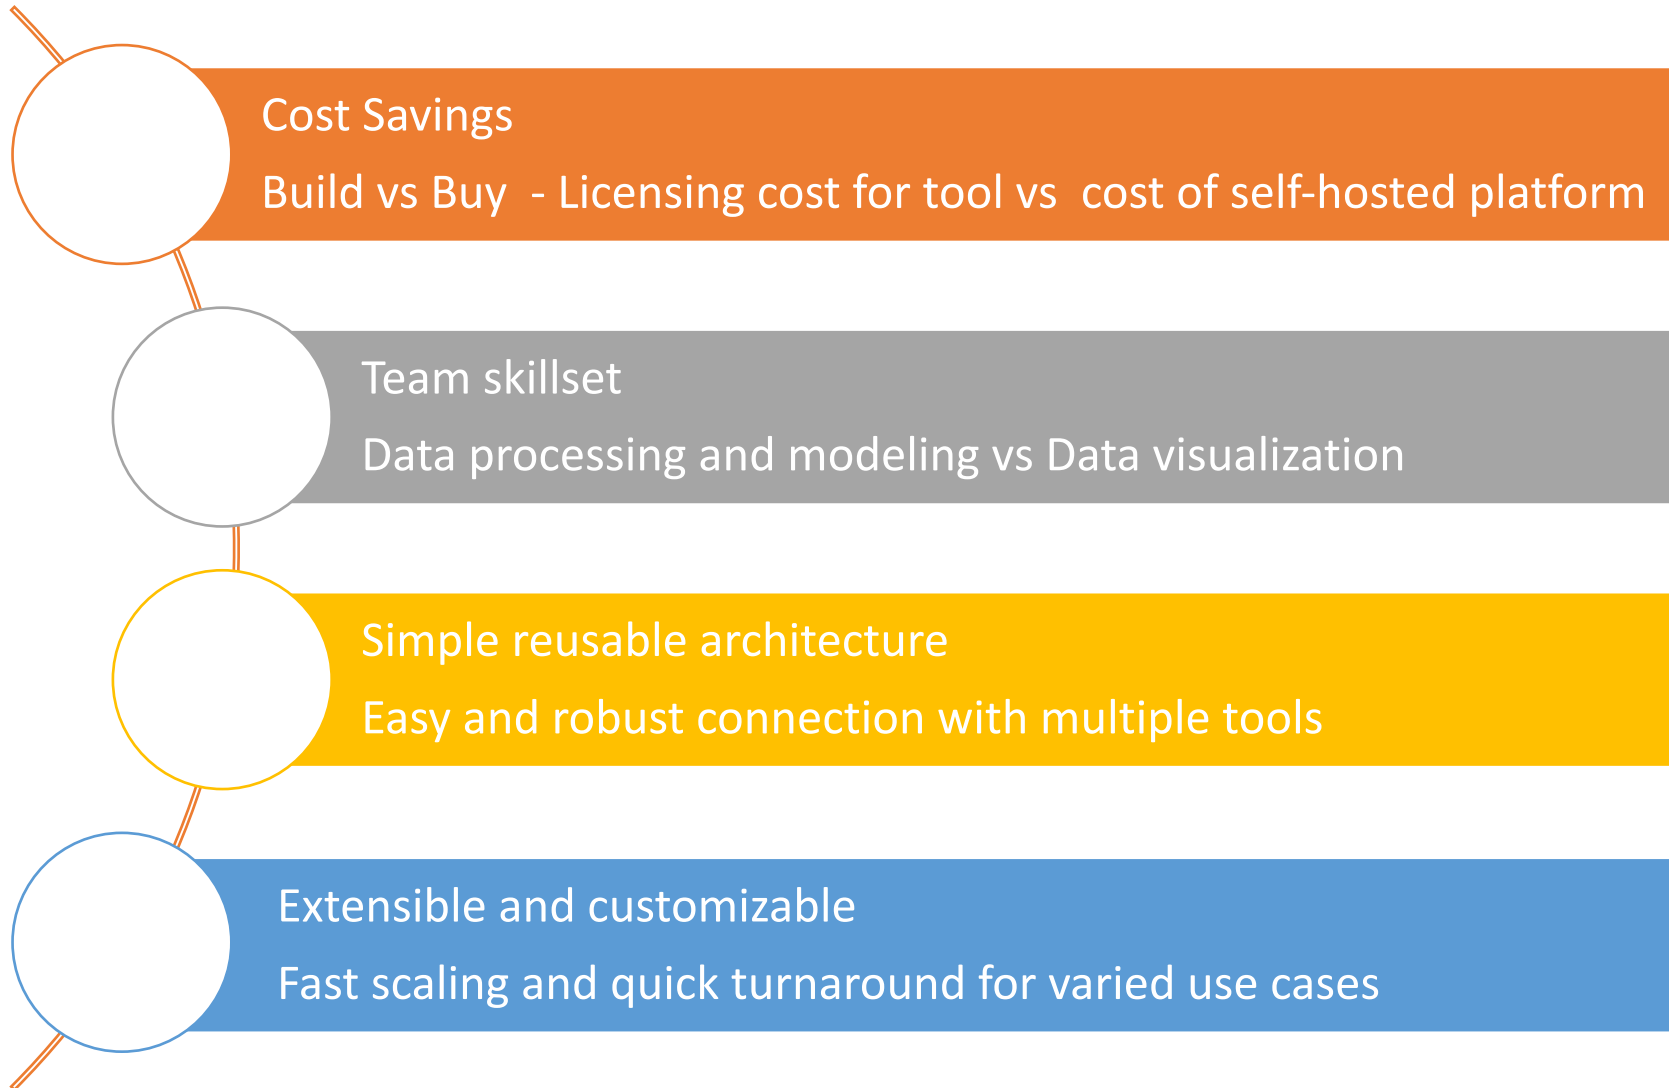 Cost Savings
Build vs Buy - Licensing cost for tool vs cost of self-hosted platform
Team skillset
Data processing and modeling vs Data visualization
Simple reusable architecture
Easy and robust connection with multiple tools
Extensible and customizable
Fast scaling and quick turnaround for varied use cases